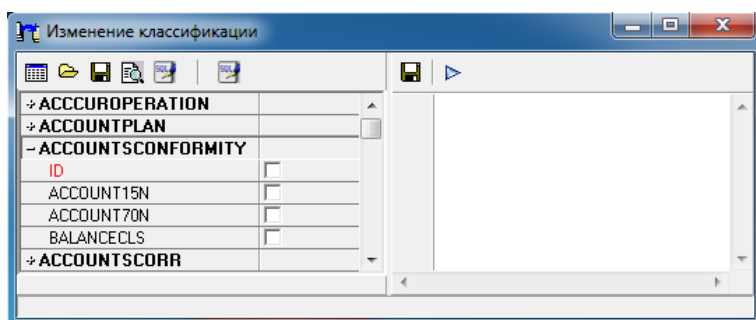 Изменение классификации
ACCCUROPERATION
ACCOUNTPLAN
ACCOUNTSCONFORMITY
ID
ACCOUNT15N
ACCOUNT70N
BALANCECLS
ACCOUNTSCORR